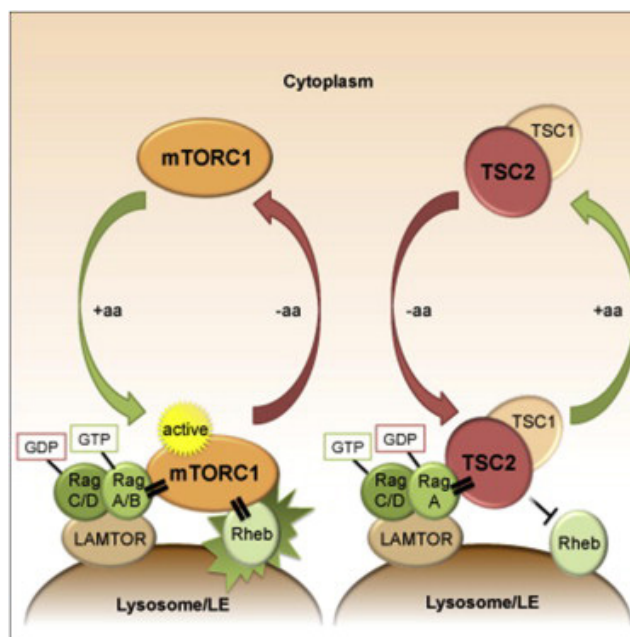 Cytoplasm
mTORC1
+aa
-aa
active
GDP
GTP
Rag
C/D
Rag
A/B
mTORC1
LAMTOR
Rheb
Lysosome/LE
TSC1
TSC2
-aa
+aa
GTP
GDP
Rag
C/D
Rag
A
TSC2
TSC1
LAMTOR
Rheb
Lysosome/LE